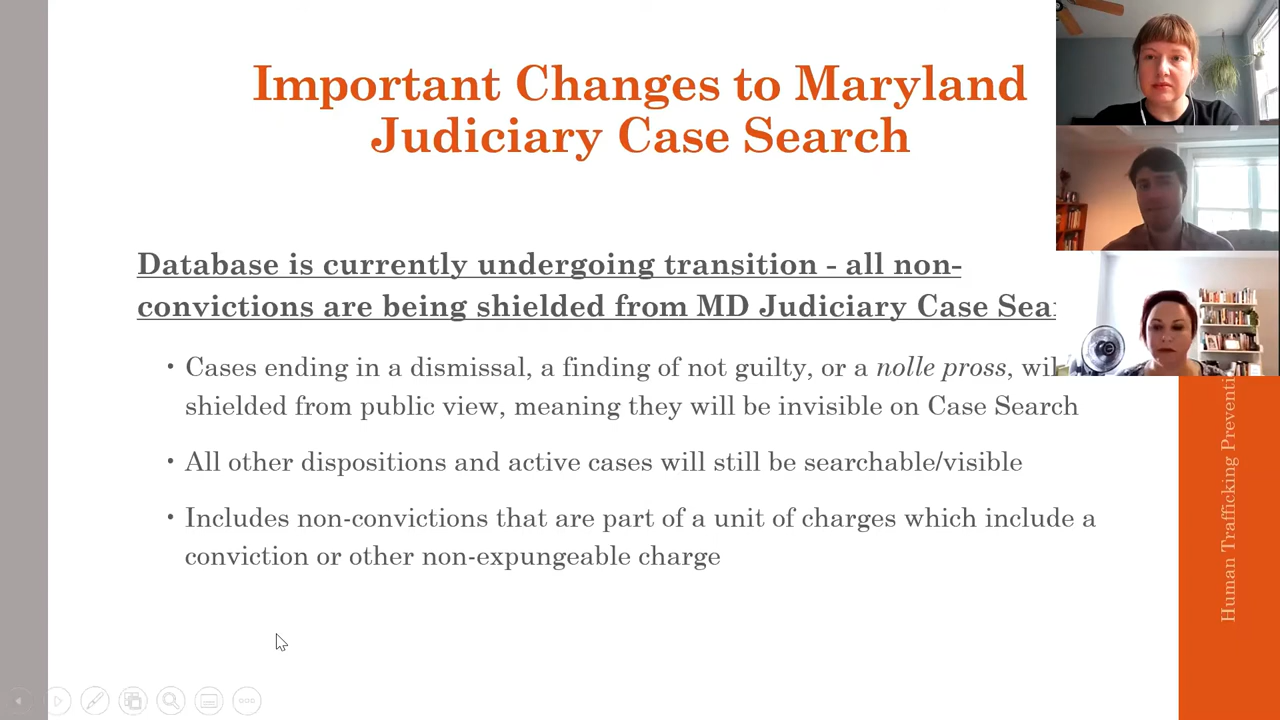 Important Changes to Maryland
Judiciary Case Search
Database is currently undergoing transition - all non-
convictions are being shielded from MD Judiciary Case Sear
• Cases ending in a dismissal, a finding of not guilty, or a nolle pross, wil
shielded from public view, meaning they will be invisible on Case Search
• All other dispositions and active cases will still be searchable/visible
• Includes non-convictions that are part of a unit of charges which include a
conviction or other non-expungeable charge
Human Trafficking Preventi